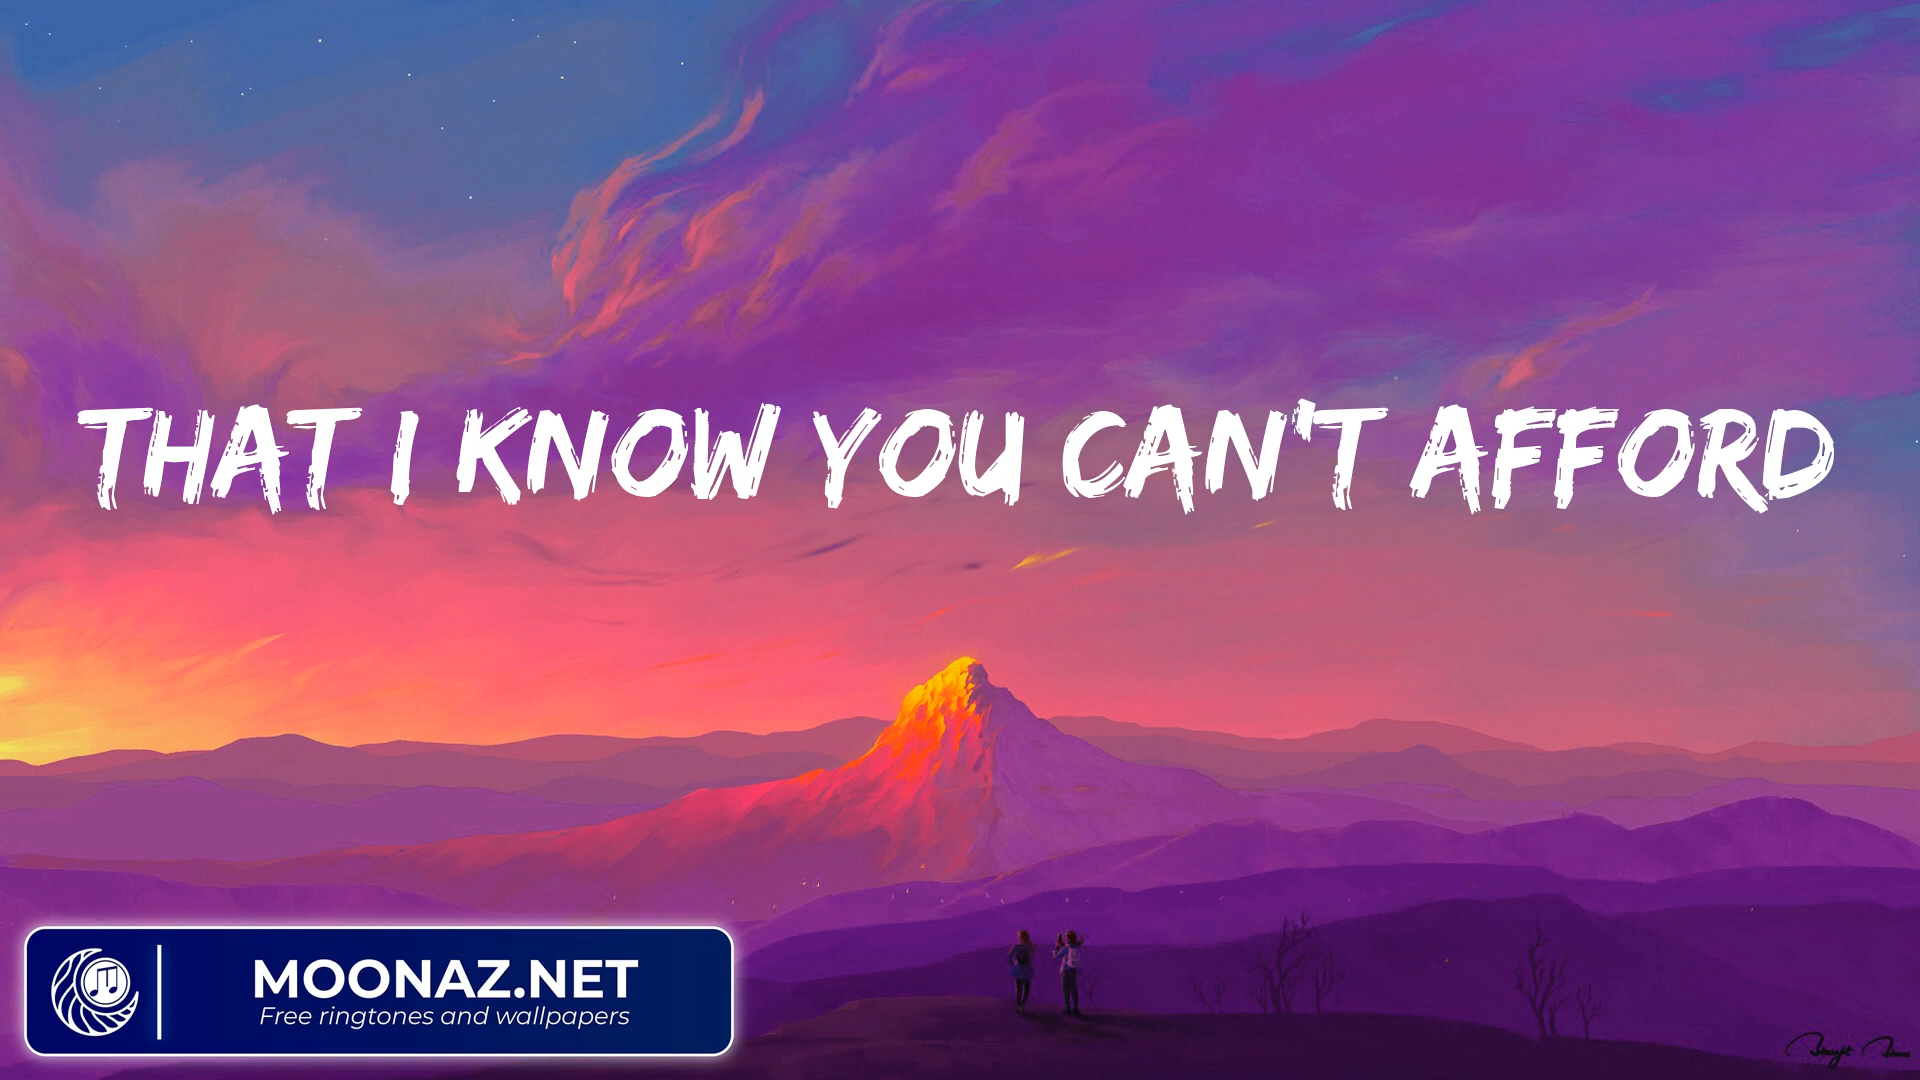 THAT I KNOW YOU CAN'T AFFORD
MOONAZ.NET
Free ringtones and wallpapers